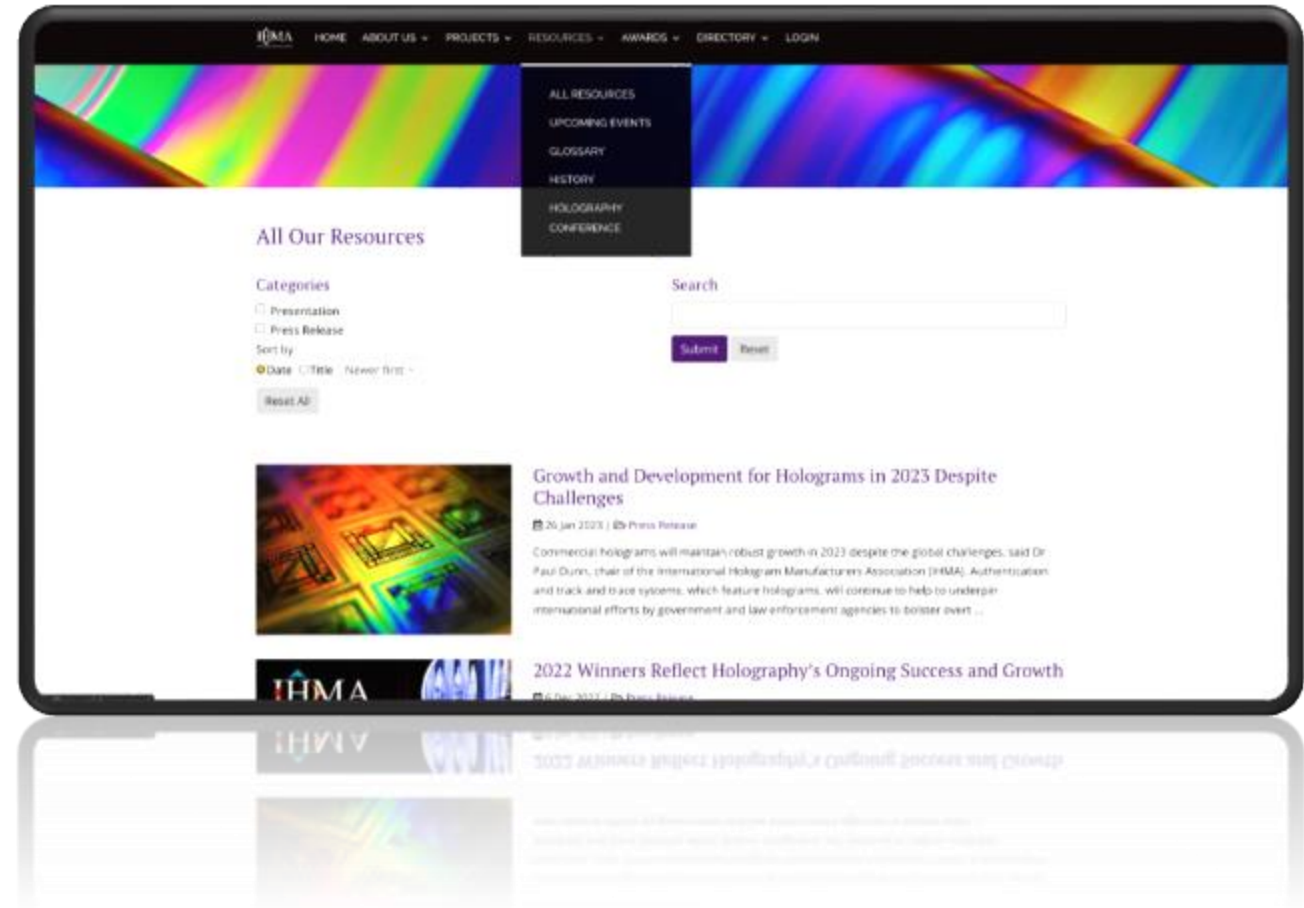 IHMA HOME ABOUT US PROJECTS RESOURCES AWARDS DIRECTORY LOGIN
ALL RESOURCES
UPCOMING EVENTS
GLOSSARY
HISTORY
HOLOGRAPHY
CONFERENCE
All Our Resources
Categories
Presentation
Press Release
Sort by
Date Title Newer first
Reset All
Search
Submit Reset
Growth and Development for Holograms in 2023 Despite
Challenges
26 Jan 2023 | Press Release
Commercial holograms will maintain robust growth in 2023 despite the global challenges, said Dr
Paul Dunn, chair of the International Hologram Manufacturers Association (IHMA). Authentication
and track and trace systems, which feature holograms, will continue to help to underpin
international efforts by government and law enforcement agencies to bolster overt ...
IHMA
2022 Winners Reflect Holography's Ongoing Success and Growth
6 Dec 2022 | Press Release